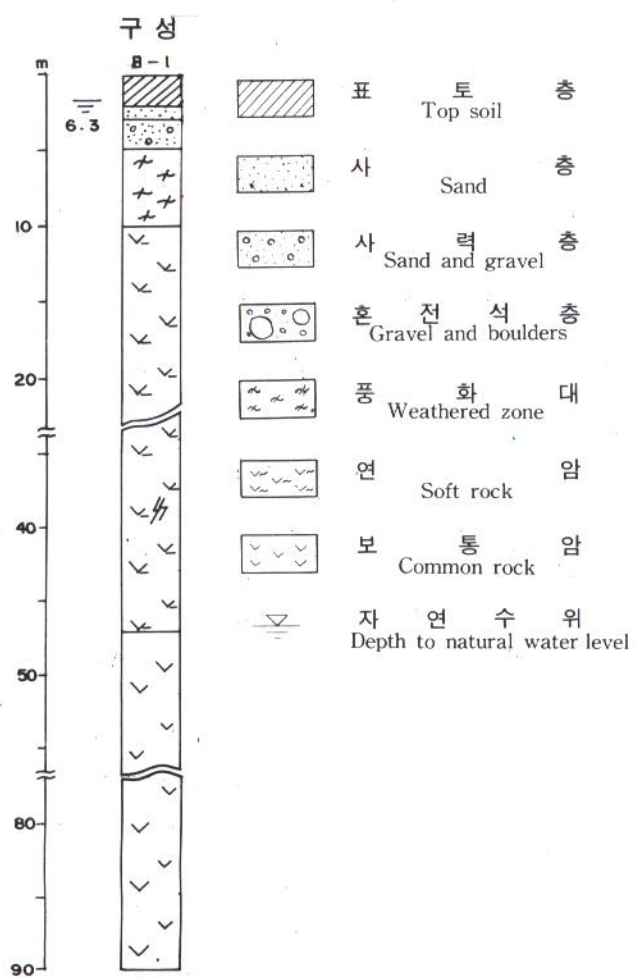 구성
m B-1
6.3
10
20
40
50
80
90
표 토 층
Top soil
사 층
Sand
사 력 층
Sand and gravel
혼 전 석 층
Gravel and boulders
풍 화 대
Weathered zone
연 암
Soft rock
보 통 암
Common rock
자 연 수 위
Depth to natural water level